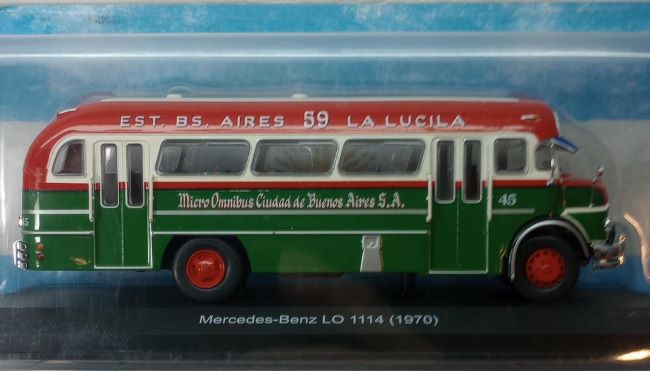 EST. BS. AIRES 59 LA LUCILA
Micro Omnibus Ciudad de Buenos Aires S.A.
45
Mercedes-Benz LO 1114 (1970)